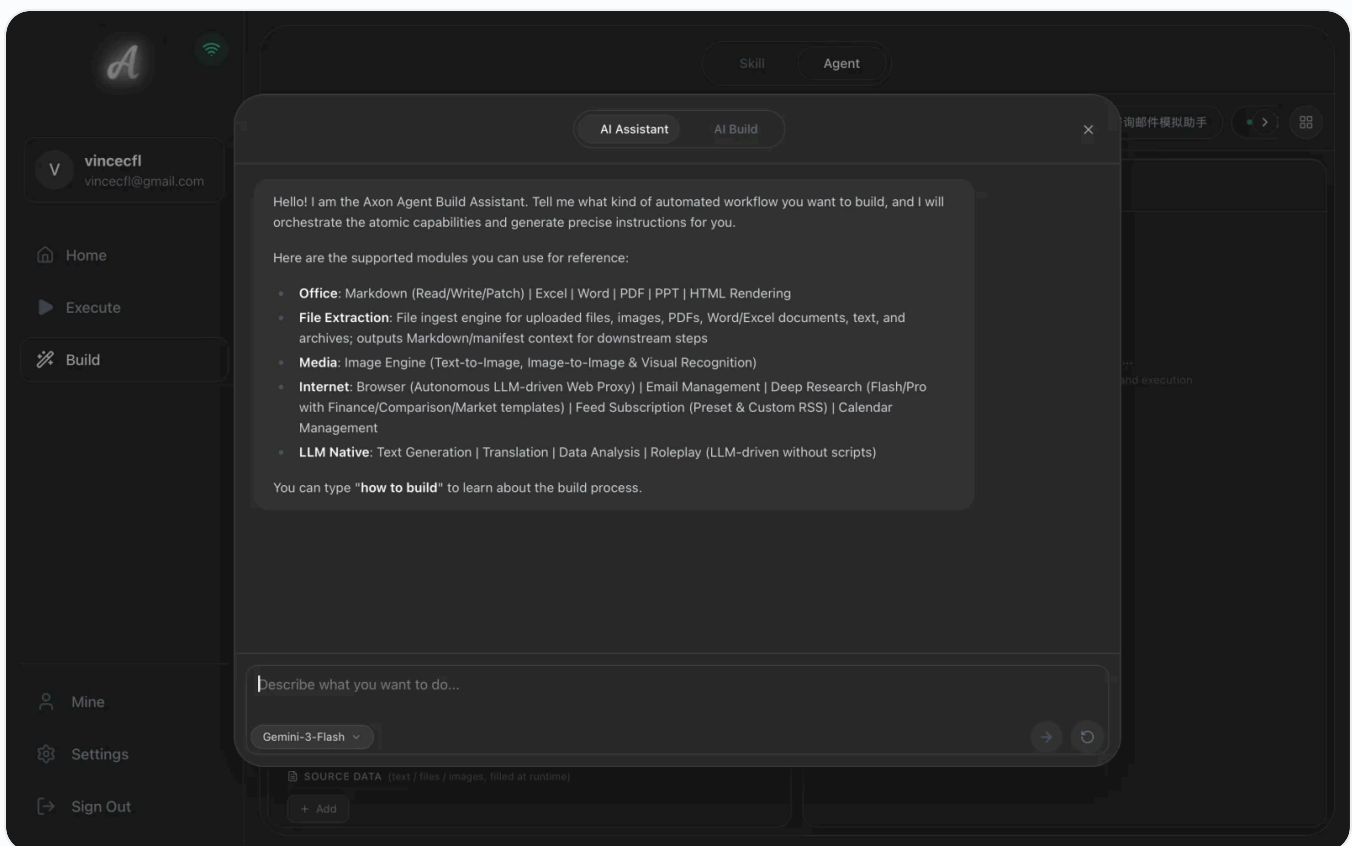 A
Skill
Agent
AI Assistant
AI Build
询邮件模拟助手
V
vincecfl
vincecfl@gmail.com
Home
Execute
Build
Hello! I am the Axon Agent Build Assistant. Tell me what kind of automated workflow you want to build, and I will
orchestrate the atomic capabilities and generate precise instructions for you.
Here are the supported modules you can use for reference:
Office: Markdown (Read/Write/Patch) | Excel | Word | PDF | PPT | HTML Rendering
File Extraction: File ingest engine for uploaded files, images, PDFs, Word/Excel documents, text, and
archives; outputs Markdown/manifest context for downstream steps
Media: Image Engine (Text-to-Image, Image-to-Image & Visual Recognition)
Internet: Browser (Autonomous LLM-driven Web Proxy) | Email Management | Deep Research (Flash/Pro
with Finance/Comparison/Market templates) | Feed Subscription (Preset & Custom RSS) | Calendar
Management
LLM Native: Text Generation | Translation | Data Analysis | Roleplay (LLM-driven without scripts)
You can type "how to build" to learn about the build process.
and execution
Describe what you want to do...
Gemini-3-Flash
SOURCE DATA (text / files / images, filled at runtime)
+ Add
Mine
Settings
Sign Out